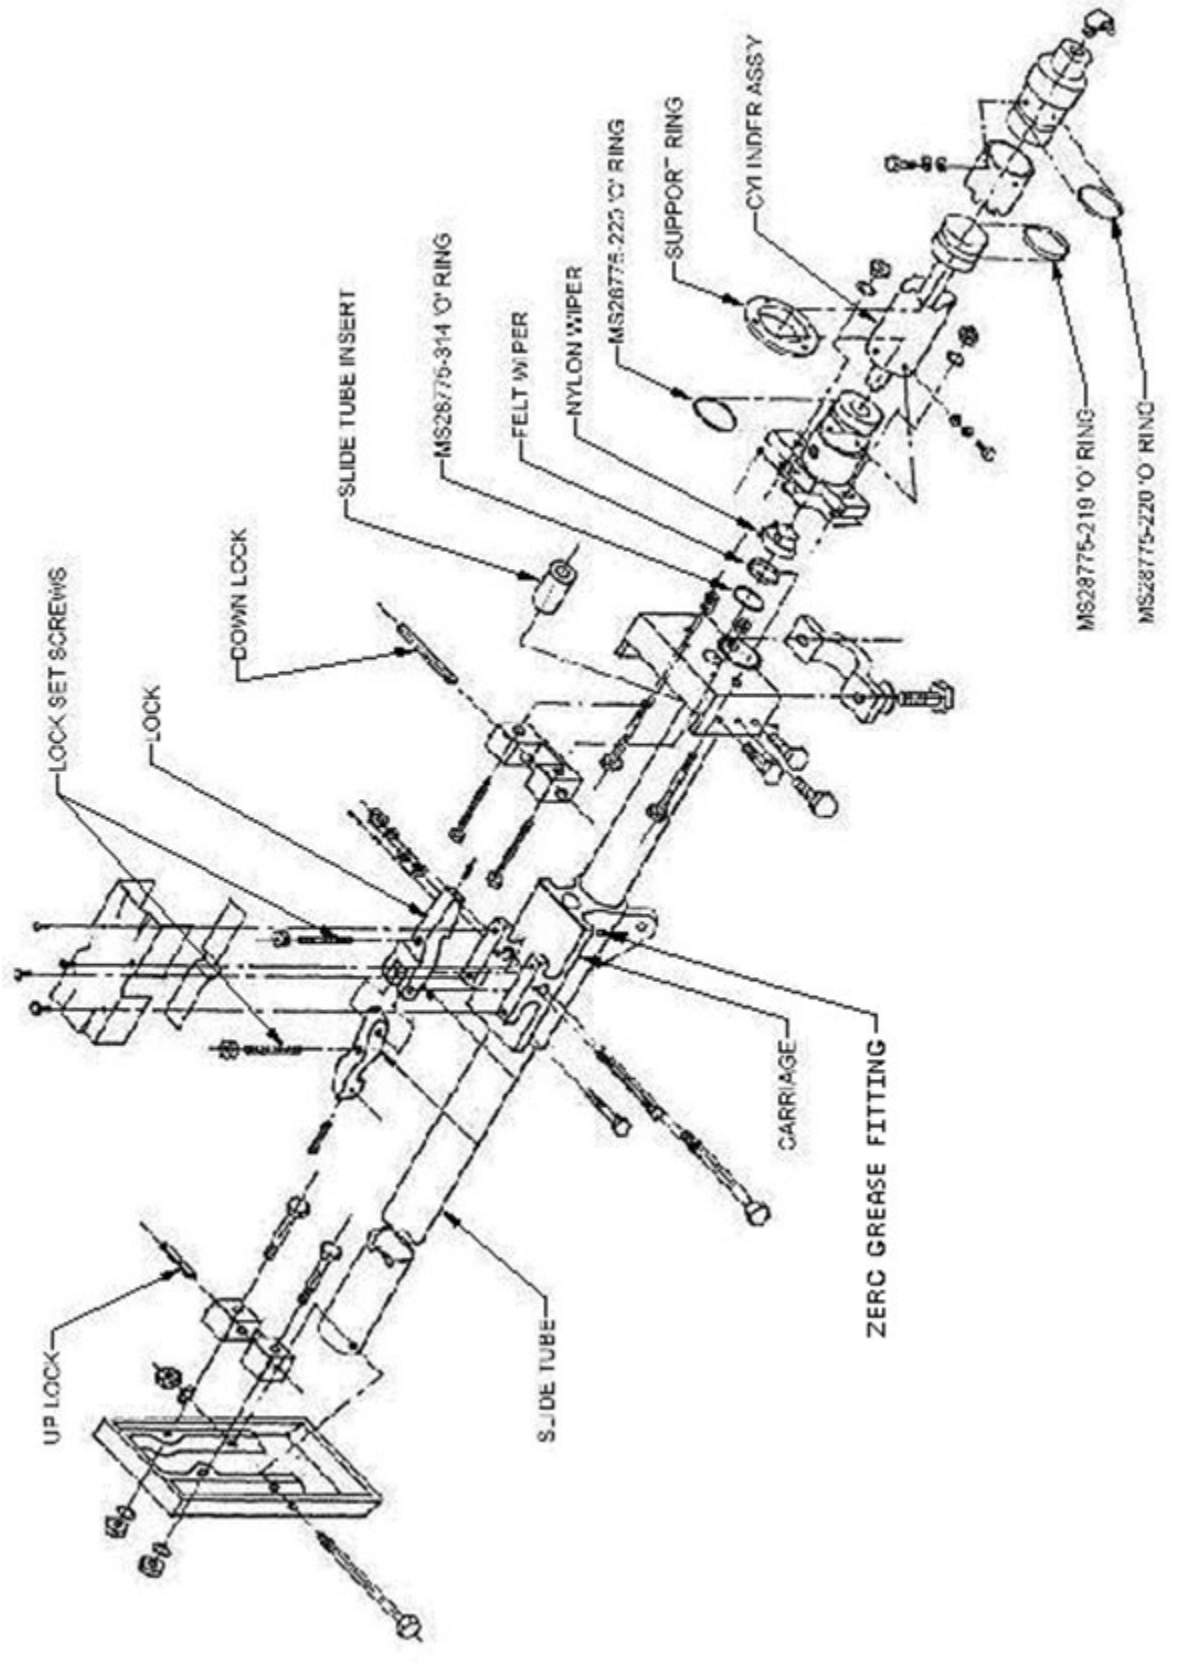 UP LOCK
LOCK SET SCREWS
LOCK
DOWN LOCK
SLIDE TUBE INSERT
MS28775-314 'O' RING
FELT WIPER
NYLON WIPER
MS28775-225 'O' RING
SUPPORT RING
CYLINDER ASSY
SLIDE TUBE
CARRIAGE
ZERC GREASE FITTING
MS28775-219 'O' RING
MS28775-220 'O' RING